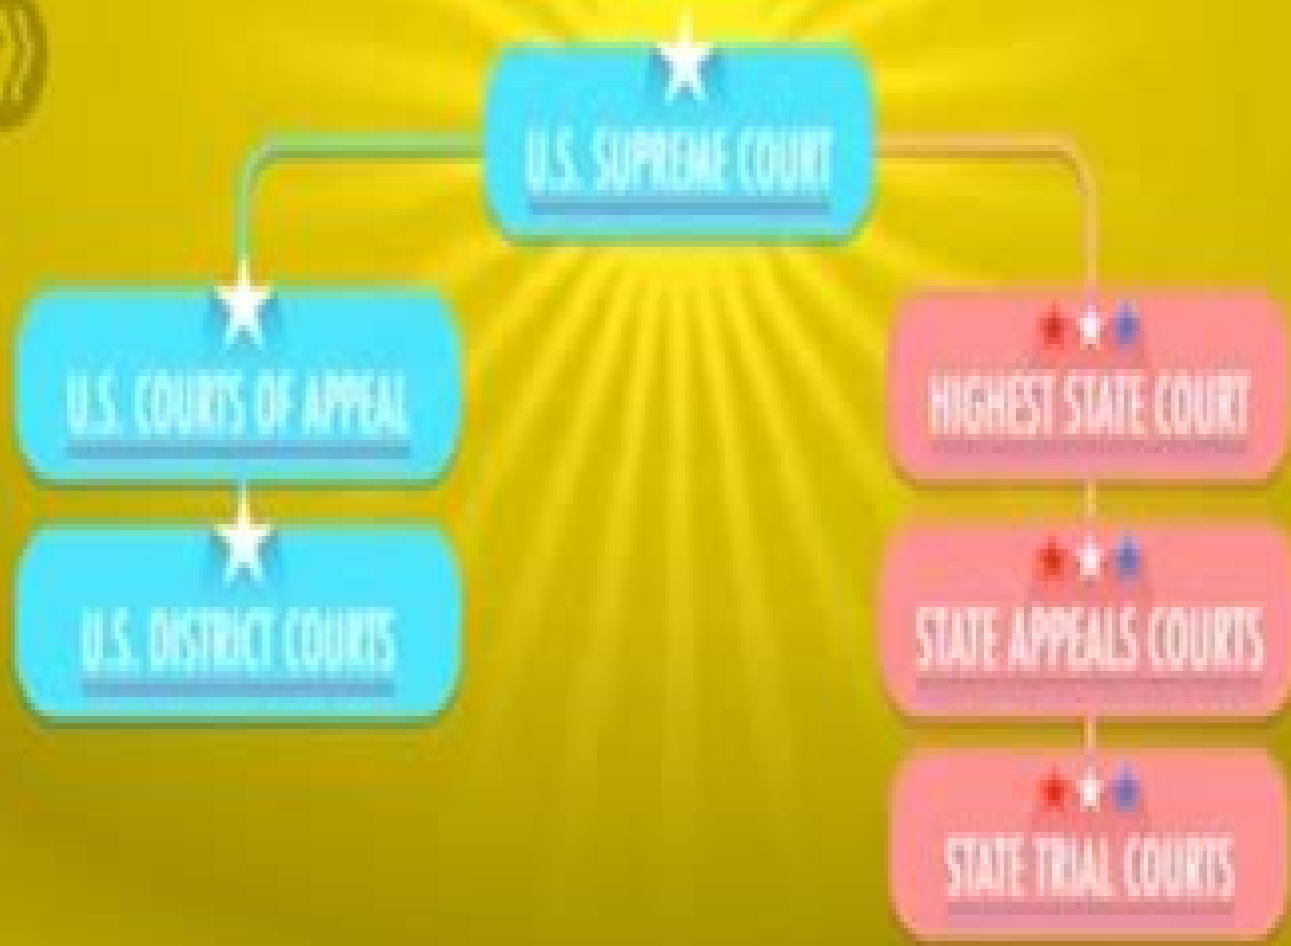 U.S. SUPREME COURT
U.S. COURTS OF APPEAL
HIGHEST STATE COURT
U.S. DISTRICT COURTS
STATE APPEALS COURTS
STATE TRIAL COURTS